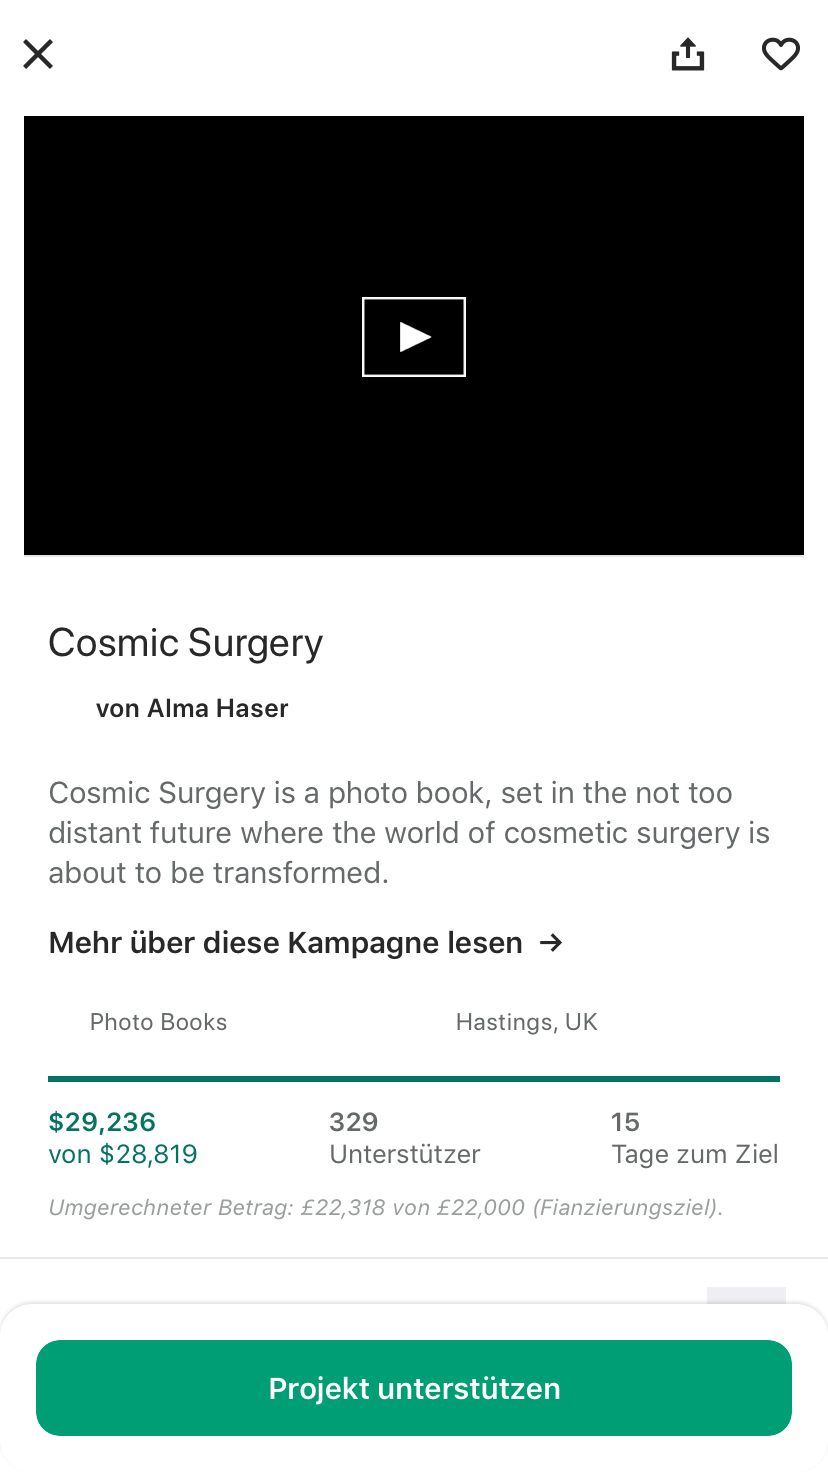 Cosmic Surgery
von Alma Haser
Cosmic Surgery is a photo book, set in the not too
distant future where the world of cosmetic surgery is
about to be transformed.
Mehr über diese Kampagne lesen →
Photo Books
Hastings, UK
$29,236
von $28,819
329
Unterstützer
15
Tage zum Ziel
Umgerechneter Betrag: £22,318 von £22,000 (Fianzierungsziel).
Projekt unterstützen